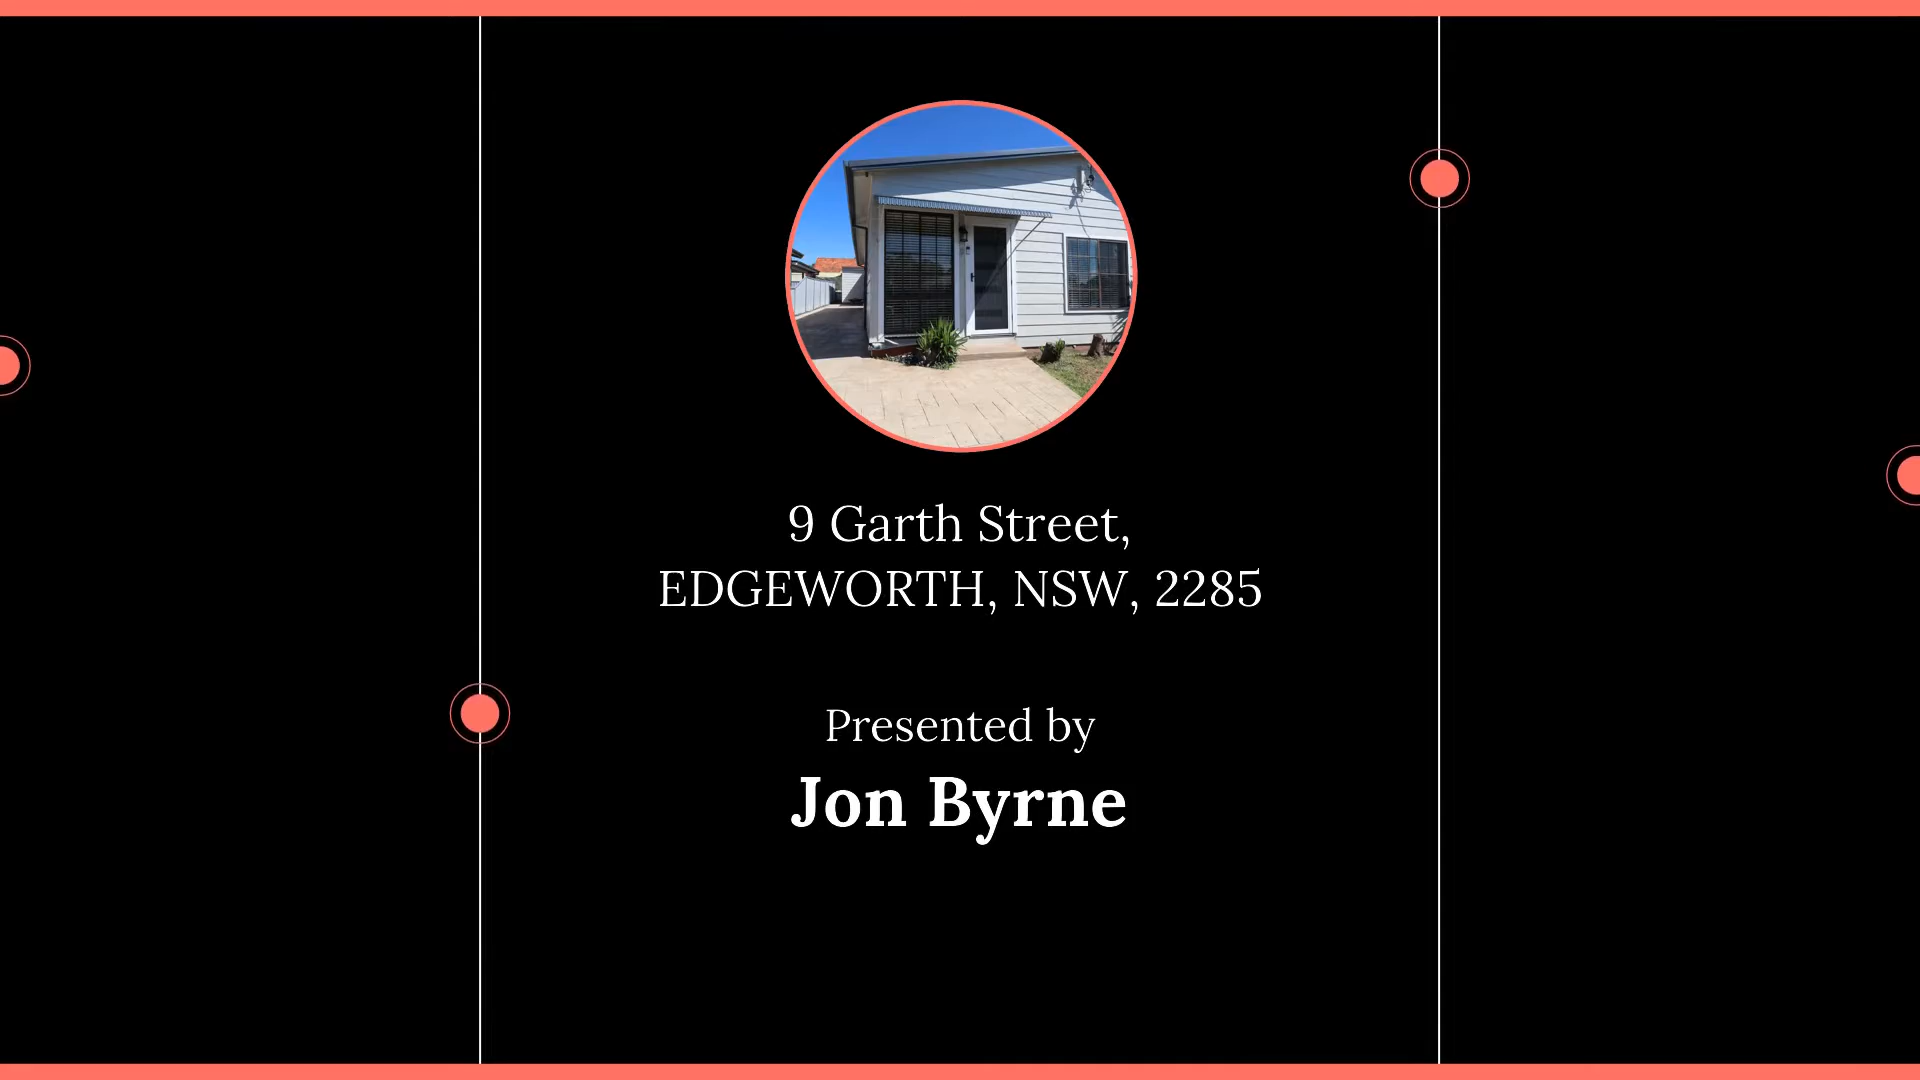 9 Garth Street,
EDGEWORTH, NSW, 2285
Presented by
Jon Byrne